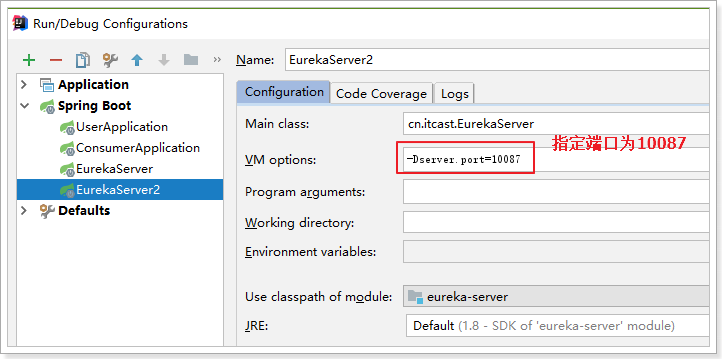 Run/Debug Configurations
Name: EurekaServer2
Application
Spring Boot
UserApplication
ConsumerApplication
EurekaServer
EurekaServer2
Defaults
Configuration Code Coverage Logs
Main class: cn.itcast.EurekaServer
VM options: -Dserver.port=10087 指定端口为10087
Program arguments:
Working directory:
Environment variables:
Use classpath of module: eureka-server
JRE: Default (1.8 - SDK of 'eureka-server' module)